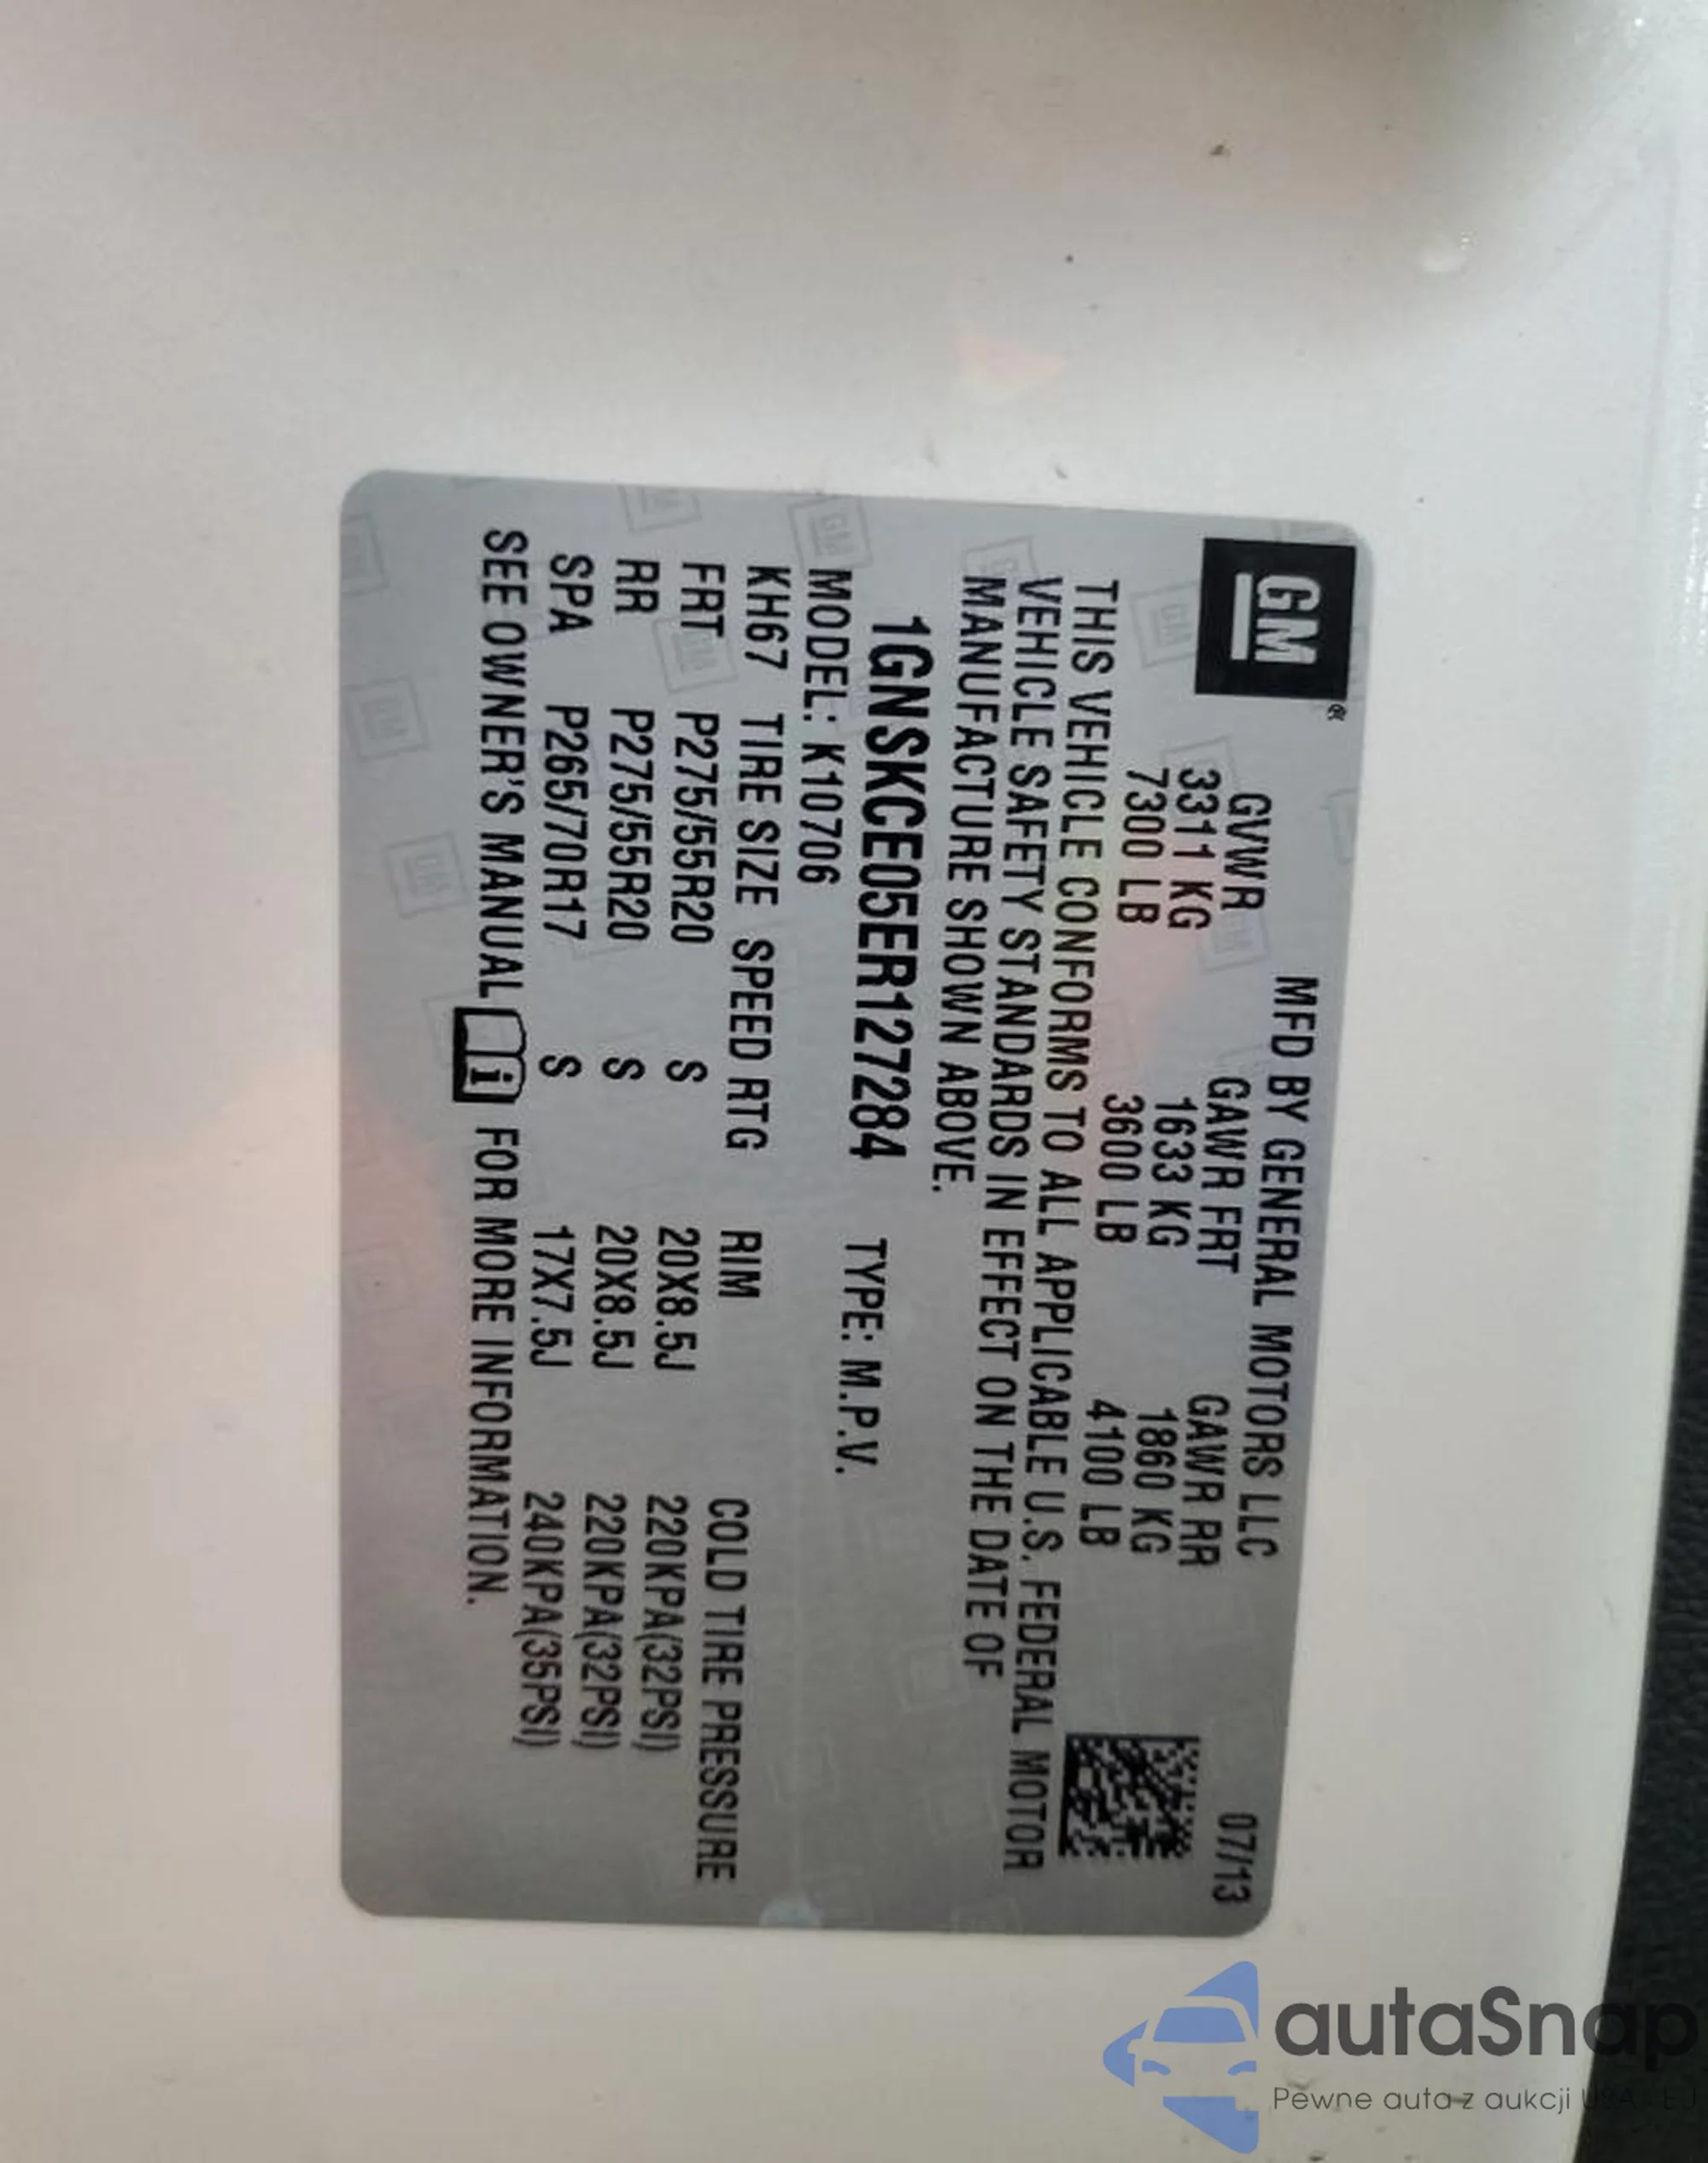 GM®
MFD BY GENERAL MOTORS LLC 07/13
GVWR GAWR FRT GAWR RR
3311 KG 1633 KG 1860 KG
7300 LB 3600 LB 4100 LB
THIS VEHICLE CONFORMS TO ALL APPLICABLE U.S. FEDERAL MOTOR
VEHICLE SAFETY STANDARDS IN EFFECT ON THE DATE OF
MANUFACTURE SHOWN ABOVE.
1GNSKCE05ER127284 TYPE: M.P.V.
MODEL: K10706
KH67 TIRE SIZE SPEED RTG RIM COLD TIRE PRESSURE
FRT P275/55R20 S 20X8.5J 220KPA(32PSI)
RR P275/55R20 S 20X8.5J 220KPA(32PSI)
SPA P265/70R17 S 17X7.5J 240KPA(35PSI)
SEE OWNER'S MANUAL i FOR MORE INFORMATION.
autaSnap
Pewne auta z aukcji